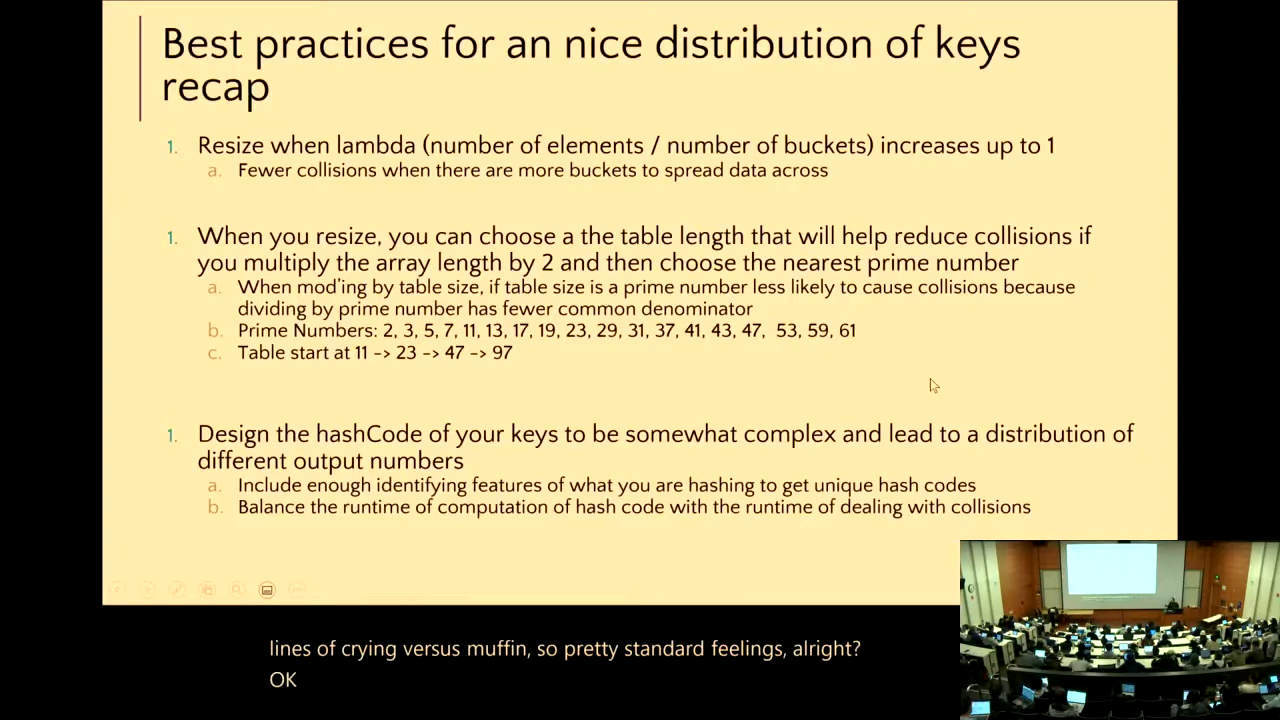 Best practices for an nice distribution of keys
recap
1. Resize when lambda (number of elements / number of buckets) increases up to 1
a. Fewer collisions when there are more buckets to spread data across
1. When you resize, you can choose a the table length that will help reduce collisions if
you multiply the array length by 2 and then choose the nearest prime number
a. When mod'ing by table size, if table size is a prime number less likely to cause collisions because
dividing by prime number has fewer common denominator
b. Prime Numbers: 2, 3, 5, 7, 11, 13, 17, 19, 23, 29, 31, 37, 41, 43, 47, 53, 59, 61
c. Table start at 11 -> 23 -> 47 -> 97
1. Design the hashCode of your keys to be somewhat complex and lead to a distribution of
different output numbers
a. Include enough identifying features of what you are hashing to get unique hash codes
b. Balance the runtime of computation of hash code with the runtime of dealing with collisions
lines of crying versus muffin, so pretty standard feelings, alright?
OK